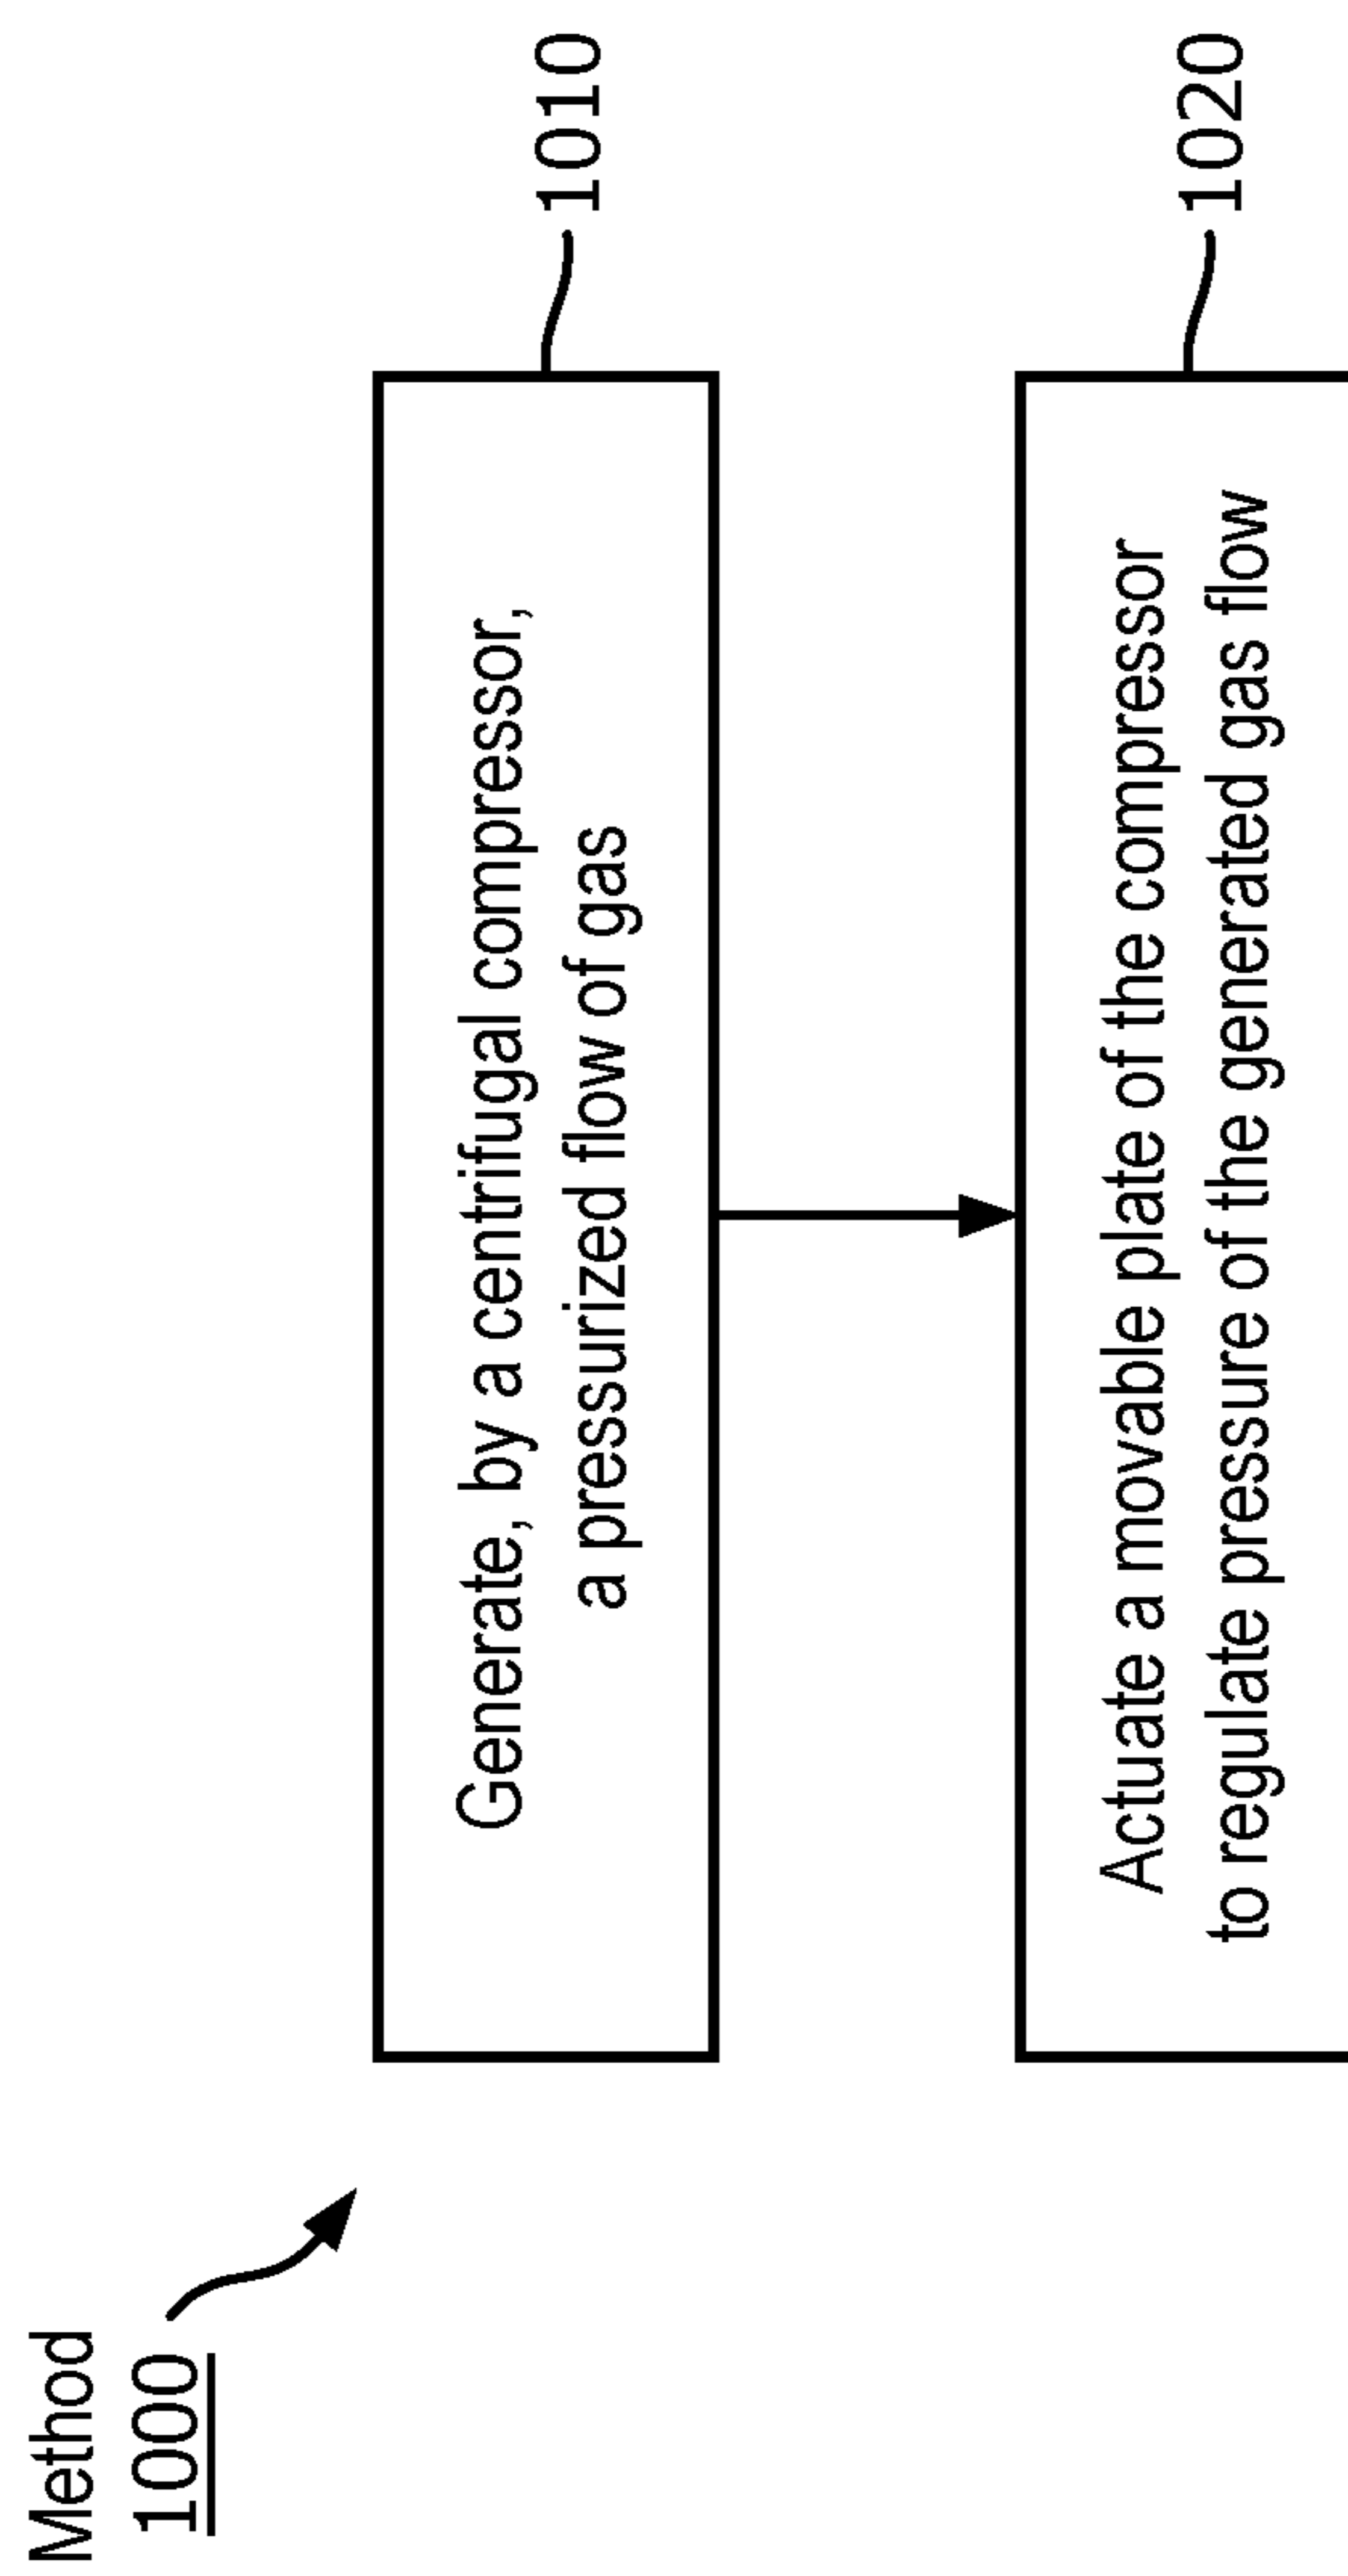 Method
1000
Generate, by a centrifugal compressor,
a pressurized flow of gas
1010
Actuate a movable plate of the compressor
to regulate pressure of the generated gas flow
1020